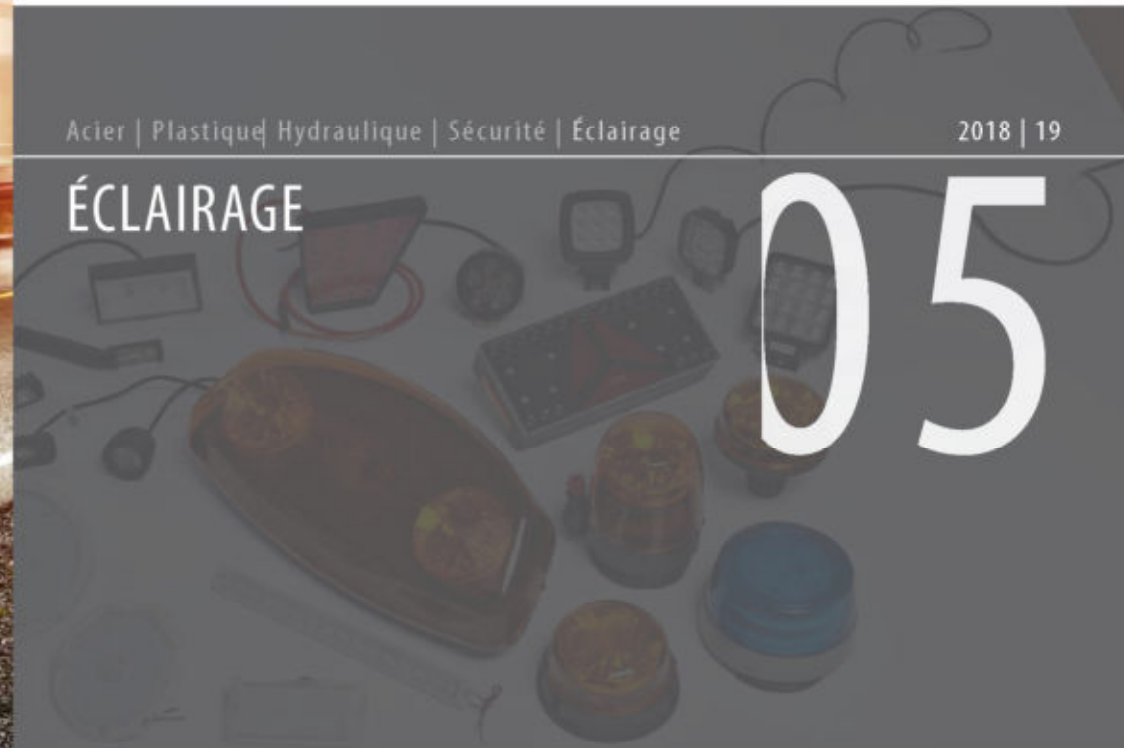 Acier | Plastique| Hydraulique | Sécurité | Éclairage
2018 | 19
ÉCLAIRAGE
05